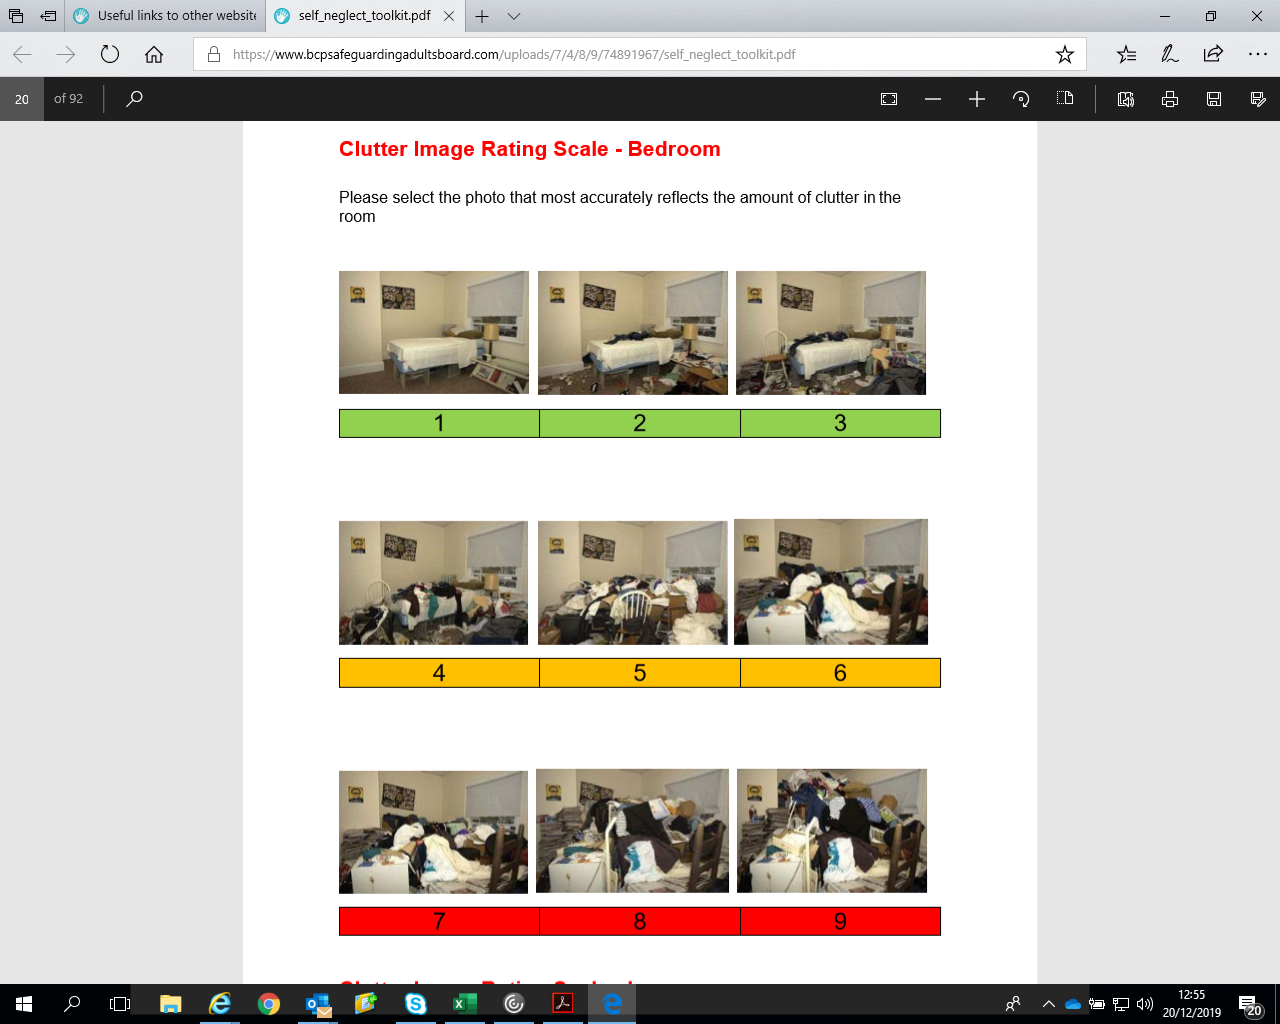 Useful links to other website
self_neglect_toolkit.pdf
https://www.bcpsafeguardingadultsboard.com/uploads/7/4/8/9/74891967/self_neglect_toolkit.pdf
20 of 92
Clutter Image Rating Scale - Bedroom
Please select the photo that most accurately reflects the amount of clutter in the
room
1 2 3
4 5 6
7 8 9
12:55
20/12/2019
20